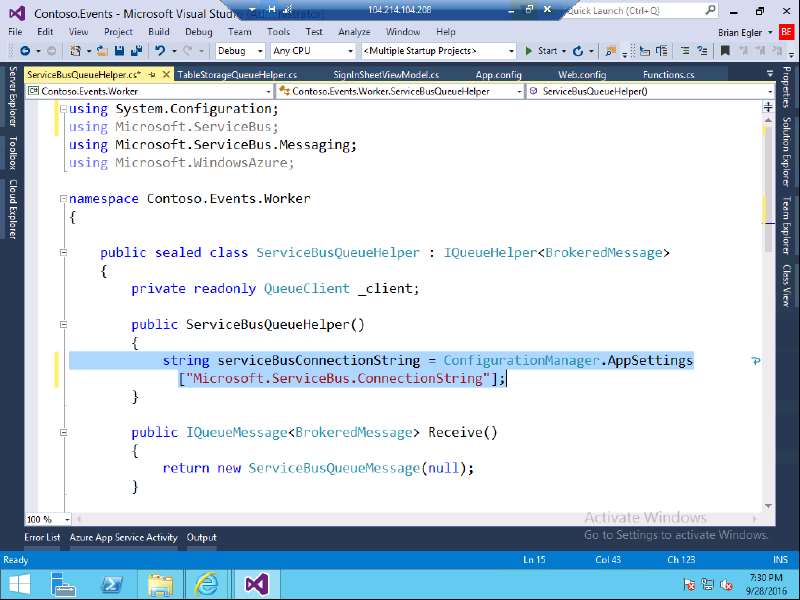 Contoso.Events - Microsoft Visual Studio (Administrator)
104.214.104.208
Quick Launch (Ctrl+Q)
File Edit View Project Build Debug Team Tools Test Analyze Window Help
Brian Egler BE
Debug Any CPU <Multiple Startup Projects> Start
ServiceBusQueueHelper.cs* TableStorageQueueHelper.cs SignInSheetViewModel.cs App.config Web.config Functions.cs
Contoso.Events.Worker Contoso.Events.Worker.ServiceBusQueueHelper ServiceBusQueueHelper()
Server Explorer
Toolbox
Cloud Explorer
using System.Configuration;
using Microsoft.ServiceBus;
using Microsoft.ServiceBus.Messaging;
using Microsoft.WindowsAzure;
namespace Contoso.Events.Worker
{
public sealed class ServiceBusQueueHelper : IQueueHelper<BrokeredMessage>
{
private readonly QueueClient _client;
public ServiceBusQueueHelper()
{
string serviceBusConnectionString = ConfigurationManager.AppSettings
["Microsoft.ServiceBus.ConnectionString"];
}
public IQueueMessage<BrokeredMessage> Receive()
{
return new ServiceBusQueueMessage(null);
}
Properties
Solution Explorer
Team Explorer
Class View
100 %
Activate Windows
Go to Settings to activate Windows.
Error List Azure App Service Activity Output
Ready Ln 15 Col 43 Ch 123 INS
7:30 PM
9/28/2016